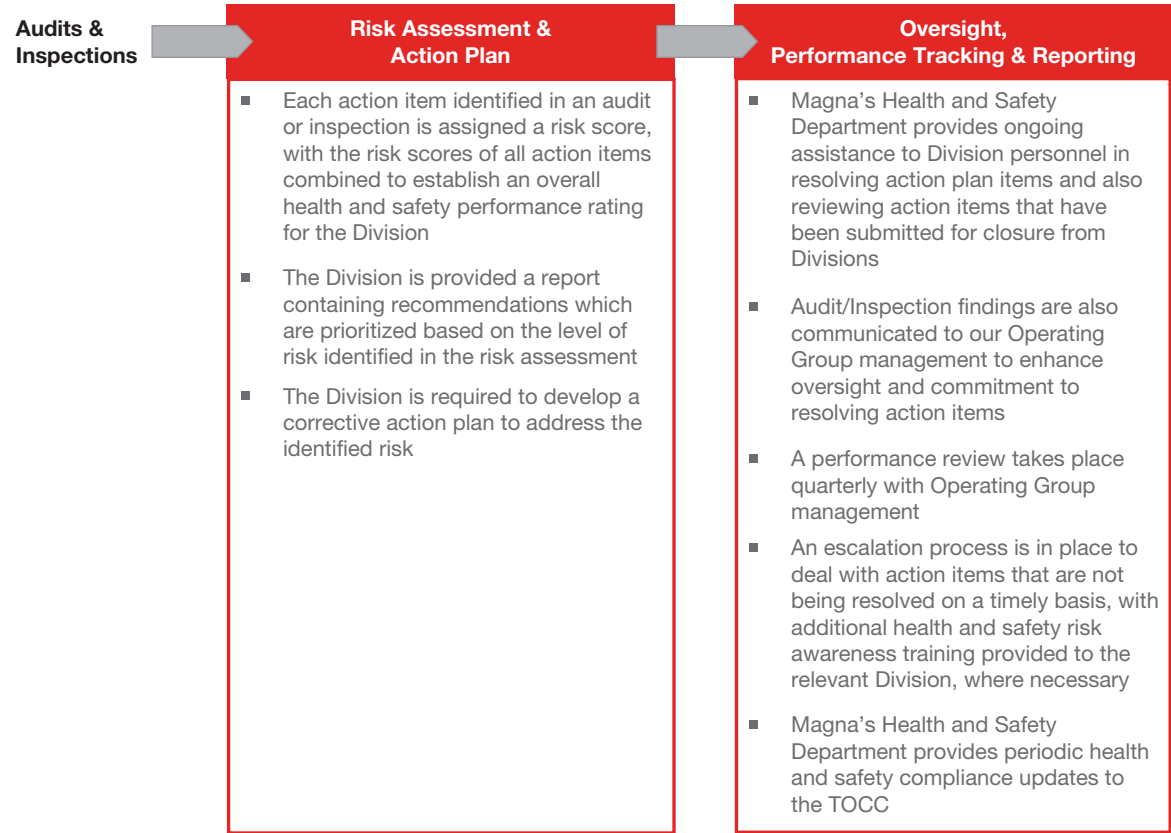 Audits &
Inspections
Risk Assessment &
Action Plan
■ Each action item identified in an audit
or inspection is assigned a risk score,
with the risk scores of all action items
combined to establish an overall
health and safety performance rating
for the Division
■ The Division is provided a report
containing recommendations which
are prioritized based on the level of
risk identified in the risk assessment
■ The Division is required to develop a
corrective action plan to address the
identified risk
Oversight,
Performance Tracking & Reporting
■ Magna’s Health and Safety
Department provides ongoing
assistance to Division personnel in
resolving action plan items and also
reviewing action items that have
been submitted for closure from
Divisions
■ Audit/Inspection findings are also
communicated to our Operating
Group management to enhance
oversight and commitment to
resolving action items
■ A performance review takes place
quarterly with Operating Group
management
■ An escalation process is in place to
deal with action items that are not
being resolved on a timely basis, with
additional health and safety risk
awareness training provided to the
relevant Division, where necessary
■ Magna’s Health and Safety
Department provides periodic health
and safety compliance updates to
the TOCC